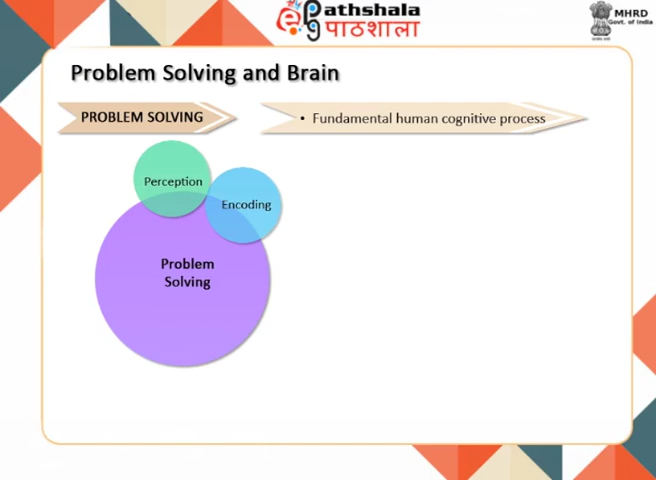 ePathshala
पाठशाला
MHRD
Govt. of India
Problem Solving and Brain
PROBLEM SOLVING
• Fundamental human cognitive process
Perception
Encoding
Problem
Solving